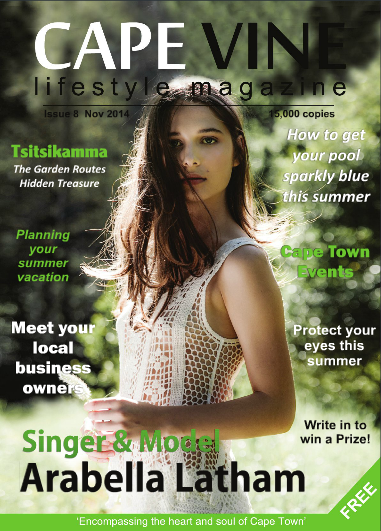 CAPE VINE
lifestyle magazine
Issue 8 Nov 2014
15,000 copies
Tsitsikamma
The Garden Routes
Hidden Treasure
How to get
your pool
sparkly blue
this summer
Planning
your
summer
vacation
Cape Town
Events
Meet your
local
business
owners
Protect your
eyes this
summer
Write in to
win a Prize!
Singer & Model
Arabella Latham
FREE
'Encompassing the heart and soul of Cape Town'